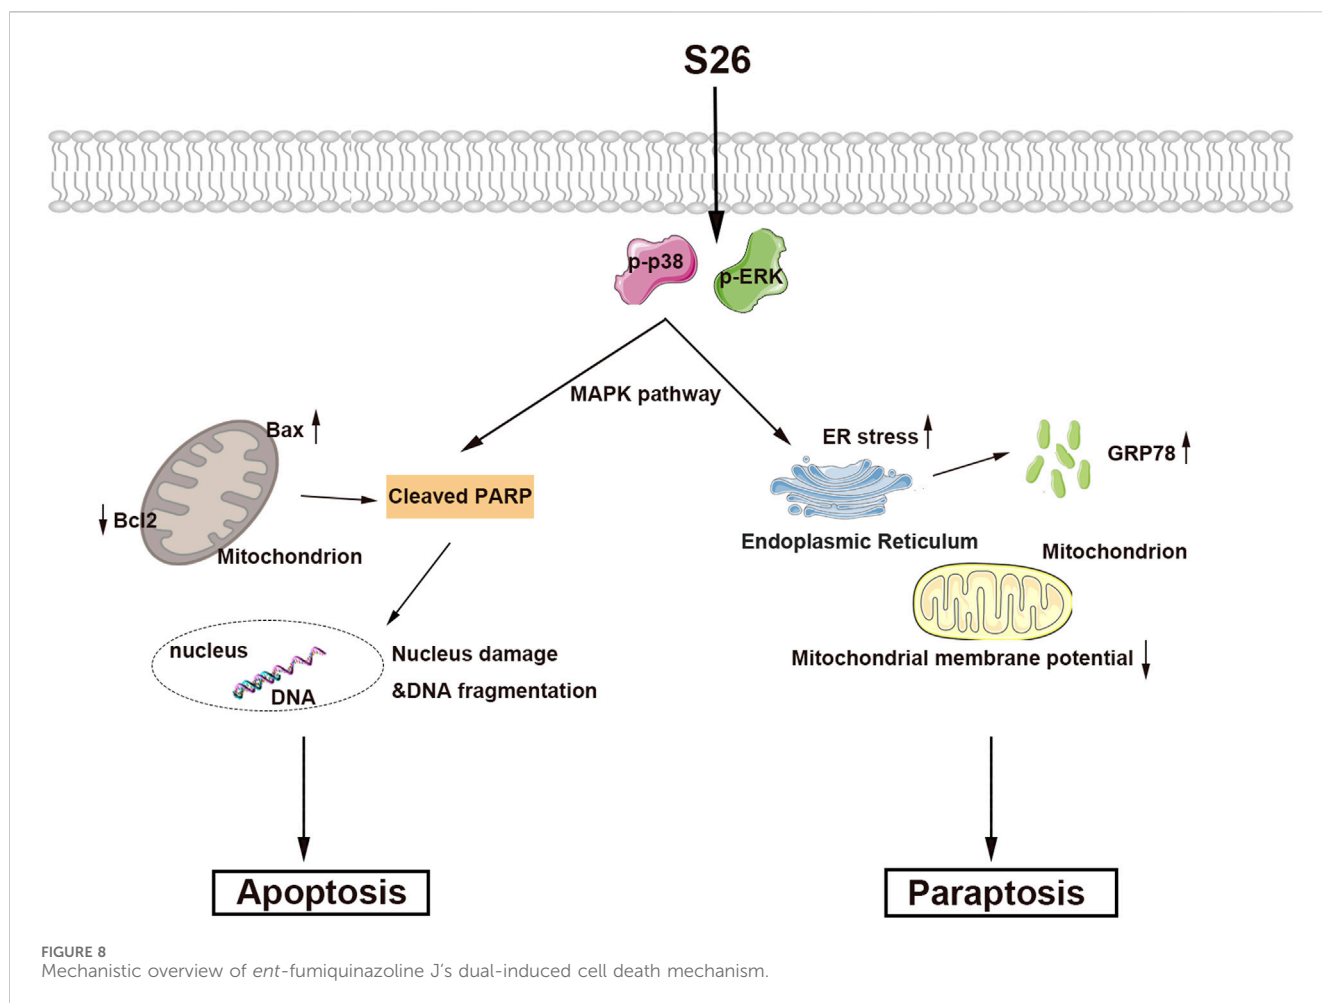 S26
p-p38
p-ERK
MAPK pathway
Bax
ER stress
GRP78
Cleaved PARP
Bcl2
Mitochondrion
Endoplasmic Reticulum
Mitochondrion
nucleus
DNA
Nucleus damage
&DNA fragmentation
Mitochondrial membrane potential
Apoptosis
Paraptosis
FIGURE 8
Mechanistic overview of ent-fumiquinazoline J's dual-induced cell death mechanism.